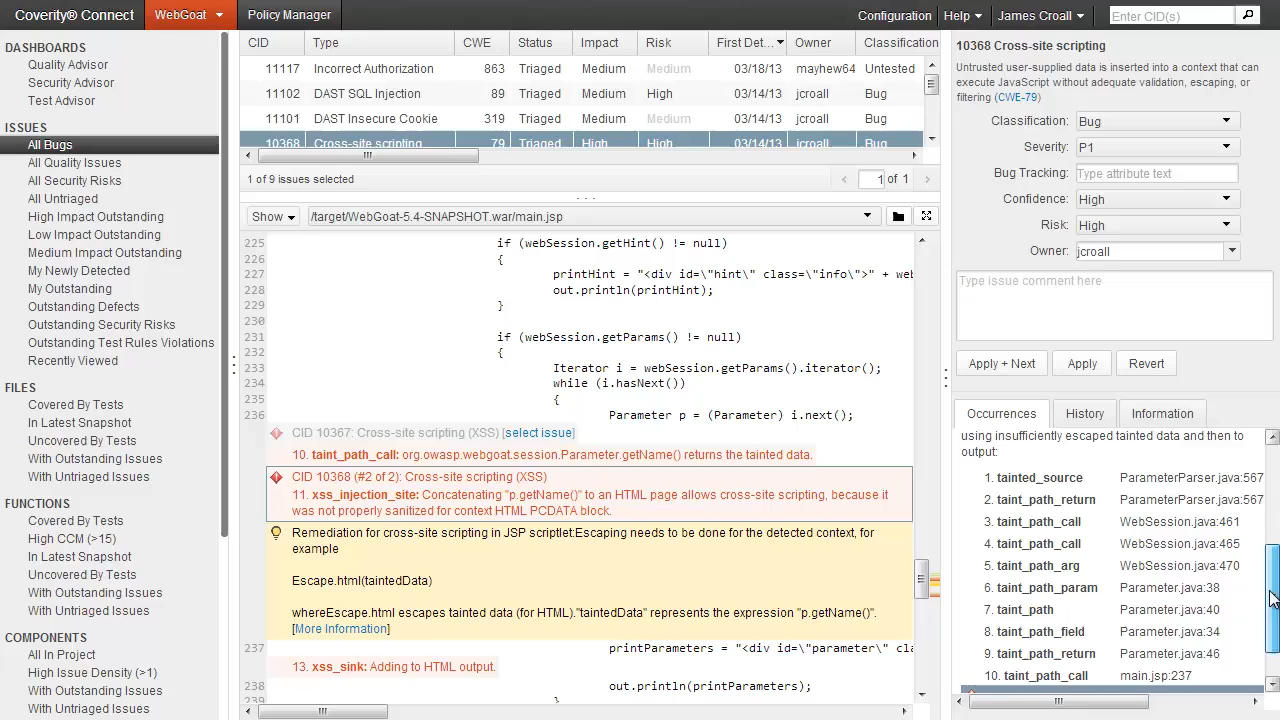 Coverity® Connect
WebGoat
Policy Manager
Configuration
Help
James Croall
Enter CID(s)
DASHBOARDS
Quality Advisor
Security Advisor
Test Advisor
ISSUES
All Bugs
All Quality Issues
All Security Risks
All Untriaged
High Impact Outstanding
Low Impact Outstanding
Medium Impact Outstanding
My Newly Detected
My Outstanding
Outstanding Defects
Outstanding Security Risks
Outstanding Test Rules Violations
Recently Viewed
FILES
Covered By Tests
In Latest Snapshot
Uncovered By Tests
With Outstanding Issues
With Untriaged Issues
FUNCTIONS
Covered By Tests
High CCM (>15)
In Latest Snapshot
Uncovered By Tests
With Outstanding Issues
With Untriaged Issues
COMPONENTS
All In Project
High Issue Density (>1)
With Outstanding Issues
With Untriaged Issues
CID Type CWE Status Impact Risk First Det... Owner Classification
11117 Incorrect Authorization 863 Triaged Medium Medium 03/18/13 mayhew64 Untested
11102 DAST SQL Injection 89 Triaged Medium High 03/14/13 jcroall Bug
11101 DAST Insecure Cookie 319 Triaged Medium Medium 03/14/13 jcroall Bug
10368 Cross-site scripting 79 Triaged High High 03/14/13 jcroall Bug
1 of 9 issues selected
1 of 1
Show
/target/WebGoat-5.4-SNAPSHOT.war/main.jsp
225 if (webSession.getHint() != null)
226 {
227 printHint = "<div id=\"hint\" class=\"info\">" + web
228 out.println(printHint);
229 }
230
231 if (webSession.getParams() != null)
232 {
233 Iterator i = webSession.getParams().iterator();
234 while (i.hasNext())
235 {
236 Parameter p = (Parameter) i.next();
CID 10367: Cross-site scripting (XSS) [select issue]
10. taint_path_call: org.owasp.webgoat.session.Parameter.getName() returns the tainted data.
CID 10368 (#2 of 2): Cross-site scripting (XSS)
11. xss_injection_site: Concatenating "p.getName()" to an HTML page allows cross-site scripting, because it
was not properly sanitized for context HTML PCDATA block.
Remediation for cross-site scripting in JSP scriptlet:Escaping needs to be done for the detected context, for
example
Escape.html(taintedData)
whereEscape.html escapes tainted data (for HTML)."taintedData" represents the expression "p.getName()".
[More Information]
237 printParameters = "<div id=\"parameter\" cla
13. xss_sink: Adding to HTML output.
238 out.println(printParameters);
239 }
10368 Cross-site scripting
Untrusted user-supplied data is inserted into a context that can
execute JavaScript without adequate validation, escaping, or
filtering (CWE-79)
Classification: Bug
Severity: P1
Bug Tracking: Type attribute text
Confidence: High
Risk: High
Owner: jcroall
Type issue comment here
Apply + Next
Apply
Revert
Occurrences
History
Information
using insufficiently escaped tainted data and then to
output:
1. tainted_source ParameterParser.java:567
2. taint_path_return ParameterParser.java:567
3. taint_path_call WebSession.java:461
4. taint_path_call WebSession.java:465
5. taint_path_arg WebSession.java:470
6. taint_path_param Parameter.java:38
7. taint_path Parameter.java:40
8. taint_path_field Parameter.java:34
9. taint_path_return Parameter.java:46
10. taint_path_call main.jsp:237